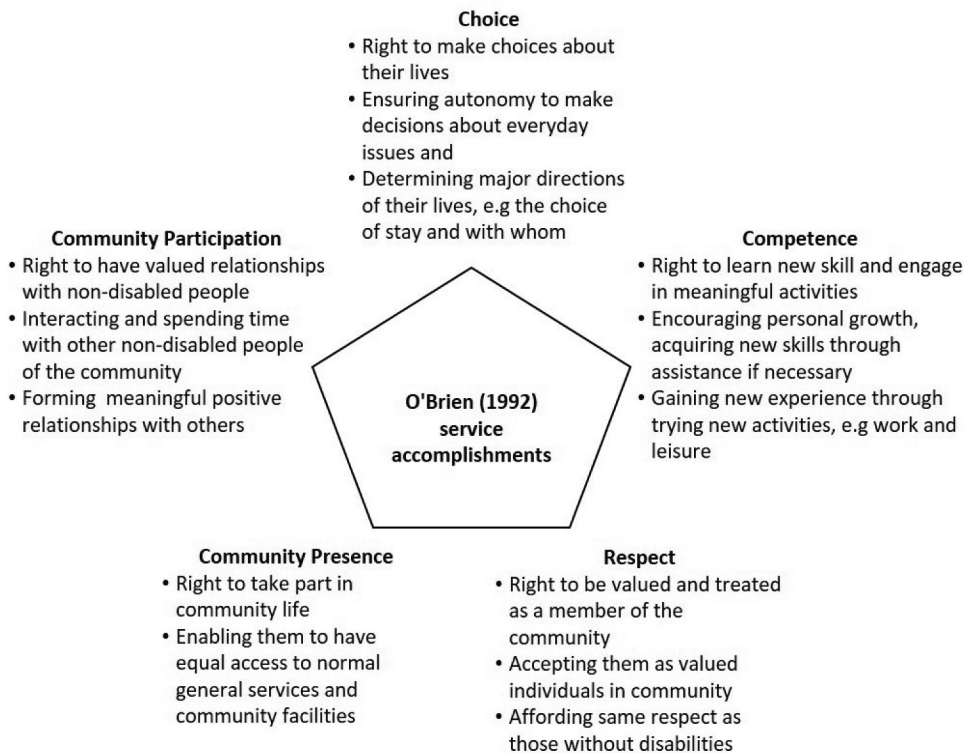 Choice
• Right to make choices about
their lives
• Ensuring autonomy to make
decisions about everyday
issues and
• Determining major directions
of their lives, e.g the choice
of stay and with whom
Community Participation
• Right to have valued relationships
with non-disabled people
• Interacting and spending time
with other non-disabled people
of the community
• Forming meaningful positive
relationships with others
Competence
• Right to learn new skill and engage
in meaningful activities
• Encouraging personal growth,
acquiring new skills through
assistance if necessary
• Gaining new experience through
trying new activities, e.g work and
leisure
O'Brien (1992)
service
accomplishments
Community Presence
• Right to take part in
community life
• Enabling them to have
equal access to normal
general services and
community facilities
Respect
• Right to be valued and treated
as a member of the
community
• Accepting them as valued
individuals in community
• Affording same respect as
those without disabilities